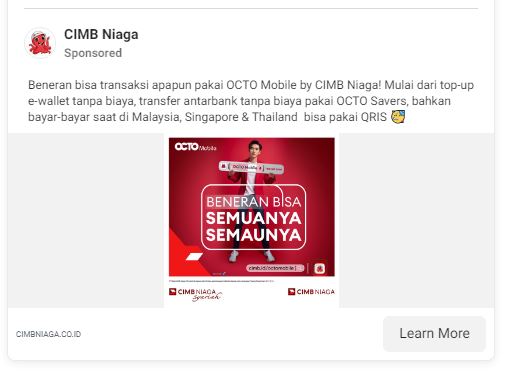 CIMB Niaga
Sponsored
Beneran bisa transaksi apapun pakai OCTO Mobile by CIMB Niaga! Mulai dari top-up
e-wallet tanpa biaya, transfer antarbank tanpa biaya pakai OCTO Savers, bahkan
bayar-bayar saat di Malaysia, Singapore & Thailand bisa pakai QRIS
OCTO Mobile
OCTO Mobile
BENERAN BISA
SEMUANYA
SEMAUNYA
cimb.id/octomobile
CIMB NIAGA
syariah
CIMB NIAGA
CIMBNIAGA.CO.ID
Learn More